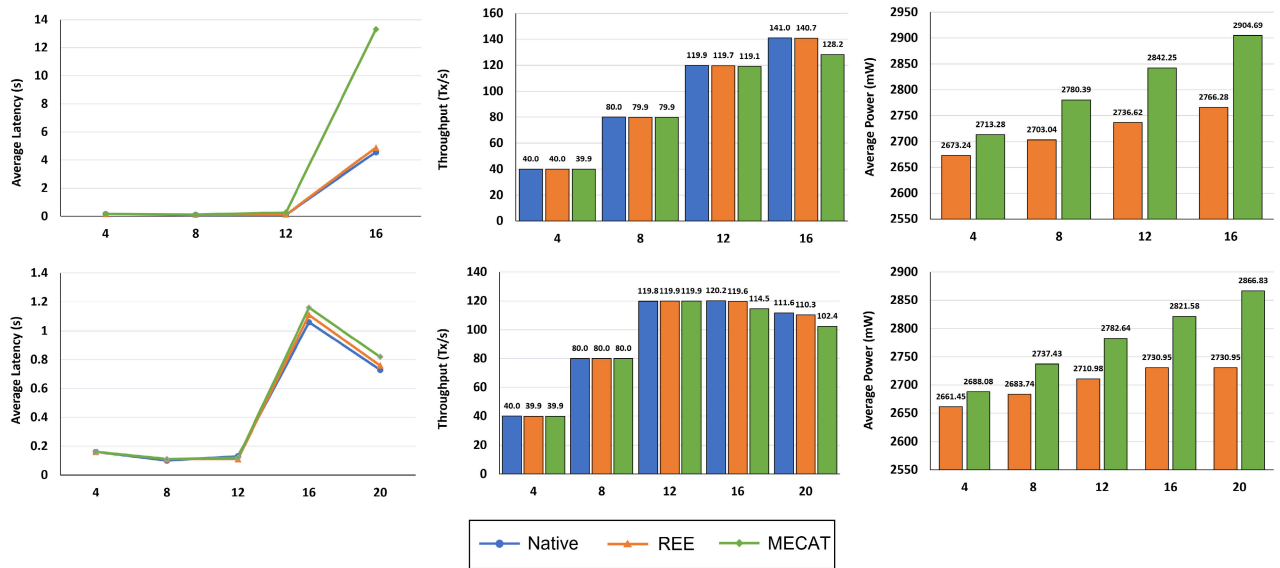 Average Latency (s)
14
12
10
8
6
4
2
0
4 8 12 16
Throughput (Tx/s)
160
140
120
100
80
60
40
20
0
40.0 40.0 39.9
80.0 79.9 79.9
119.9 119.7 119.1
141.0 140.7 128.2
4 8 12 16
Average Power (mW)
2950
2900
2850
2800
2750
2700
2650
2600
2550
2673.24 2713.28
2703.04 2780.39
2736.62 2842.25
2766.28 2904.69
4 8 12 16
Average Latency (s)
1.4
1.2
1
0.8
0.6
0.4
0.2
0
4 8 12 16 20
Throughput (Tx/s)
140
120
100
80
60
40
20
0
40.0 39.9 39.9
80.0 80.0 80.0
119.8 119.9 119.9
120.2 119.6 114.5
111.6 110.3 102.4
4 8 12 16 20
Average Power (mW)
2900
2850
2800
2750
2700
2650
2600
2550
2661.45 2688.08
2683.74 2737.43
2710.98 2782.64
2730.95 2821.58
2730.95 2866.83
4 8 12 16 20
Native REE MECAT